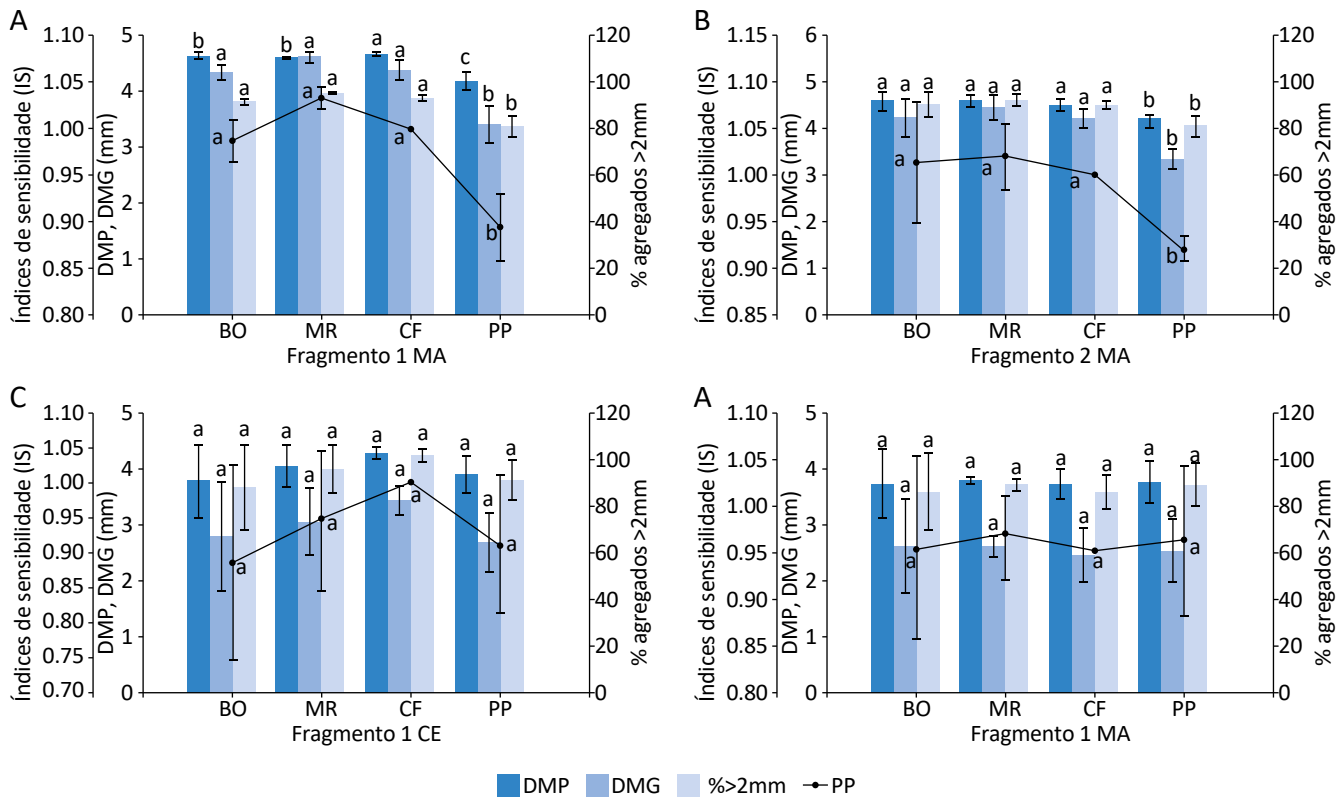 A
Índices de sensibilidade (IS)
1.10
1.05
1.00
0.95
0.90
0.85
0.80
DMP, DMG (mm)
5
4
3
2
1
0
b a a
b a a
a a a
c b b
a a a b
BO MR CF PP
Fragmento 1 MA
120
100
80
60
40
20
0
% agregados >2mm
B
Índices de sensibilidade (IS)
1.15
1.10
1.05
1.00
0.95
0.90
0.85
DMP, DMG (mm)
6
5
4
3
2
1
0
a a a
a a a
a a a
b b b
a a a b
BO MR CF PP
Fragmento 2 MA
120
100
80
60
40
20
0
% agregados >2mm
C
Índices de sensibilidade (IS)
1.10
1.05
1.00
0.95
0.90
0.85
0.80
0.75
0.70
DMP, DMG (mm)
5
4
3
2
1
0
a a a
a a a
a a a
a a a
a a a a
BO MR CF PP
Fragmento 1 CE
120
100
80
60
40
20
0
% agregados >2mm
A
Índices de sensibilidade (IS)
1.10
1.05
1.00
0.95
0.90
0.85
0.80
DMP, DMG (mm)
5
4
3
2
1
0
a a a
a a a
a a a
a a a
a a a a
BO MR CF PP
Fragmento 1 MA
120
100
80
60
40
20
0
% agregados >2mm
DMP DMG %>2mm PP